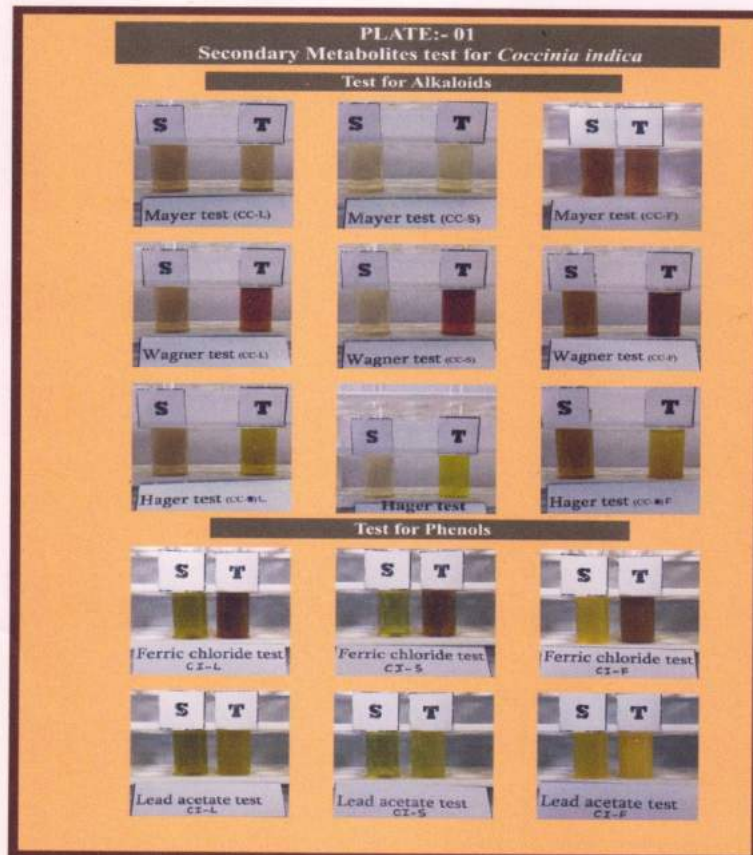 PLATE:- 01
Secondary Metabolites test for Coccinia indica
Test for Alkaloids
S T
Mayer test (CC-L)
S T
Mayer test (CC-S)
S T
Mayer test (CC-F)
S T
Wagner test (CC-L)
S T
Wagner test (CC-S)
S T
Wagner test (CC-F)
S T
Hager test (CC- L
S T
Hager test
S T
Hager test (CC- F
Test for Phenols
S T
Ferric chloride test
CI-L
S T
Ferric chloride test
CI-S
S T
Ferric chloride test
CI-F
S T
Lead acetate test
CI-L
S T
Lead acetate test
CI-S
S T
Lead acetate test
CI-F